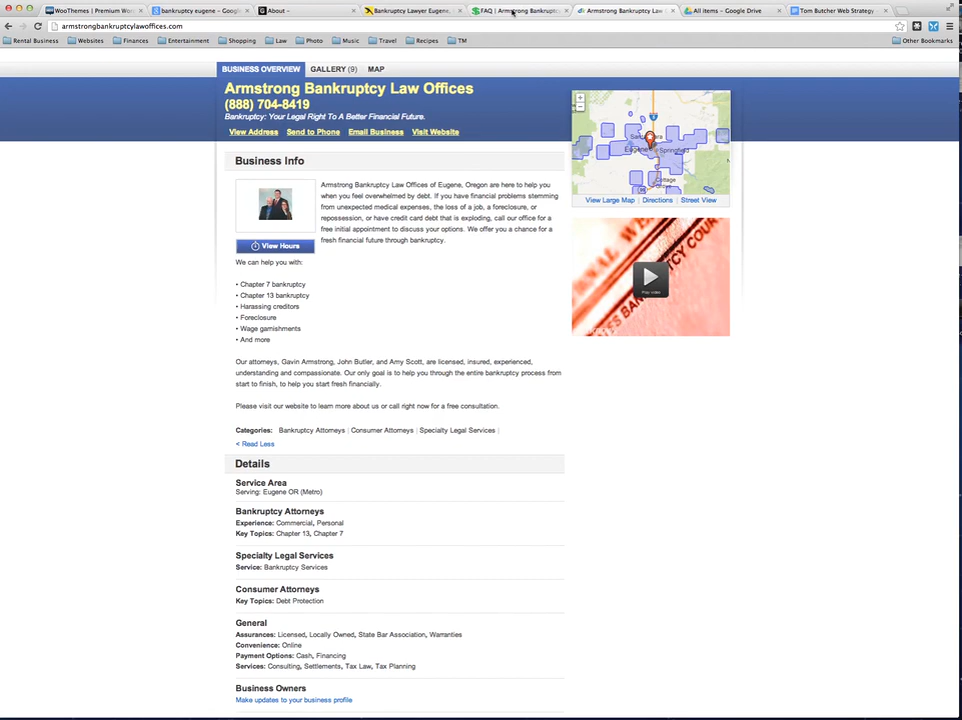 WooThemes | Premium Wor
bankruptcy eugene - Google
About –
Bankruptcy Lawyer Eugene,
FAQ | Armstrong Bankruptc
Armstrong Bankruptcy Law
All items – Google Drive
Tom Butcher Web Strategy
armstrongbankruptcylawoffices.com
Rental Business Websites Finances Entertainment Shopping Law Photo Music Travel Recipes TM Other Bookmarks
BUSINESS OVERVIEW GALLERY (9) MAP
Armstrong Bankruptcy Law Offices
(888) 704-8419
Bankruptcy: Your Legal Right To A Better Financial Future.
View Address Send to Phone Email Business Visit Website
Business Info
Armstrong Bankruptcy Law Offices of Eugene, Oregon are here to help you
when you feel overwhelmed by debt. If you have financial problems stemming
from unexpected medical expenses, the loss of a job, a foreclosure, or
repossession, or have credit card debt that is exploding, call our office for a
free initial appointment to discuss your options. We offer you a chance for a
fresh financial future through bankruptcy.
View Hours
We can help you with:
• Chapter 7 bankruptcy
• Chapter 13 bankruptcy
• Harassing creditors
• Foreclosure
• Wage garnishments
• And more
Our attorneys, Gavin Armstrong, John Butler, and Amy Scott, are licensed, insured, experienced,
understanding and compassionate. Our only goal is to help you through the entire bankruptcy process from
start to finish, to help you start fresh financially.
Please visit our website to learn more about us or call right now for a free consultation.
Categories: Bankruptcy Attorneys | Consumer Attorneys | Specialty Legal Services |
< Read Less
Details
Service Area
Serving: Eugene OR (Metro)
Bankruptcy Attorneys
Experience: Commercial, Personal
Key Topics: Chapter 13, Chapter 7
Specialty Legal Services
Service: Bankruptcy Services
Consumer Attorneys
Key Topics: Debt Protection
General
Assurances: Licensed, Locally Owned, State Bar Association, Warranties
Convenience: Online
Payment Options: Cash, Financing
Services: Consulting, Settlements, Tax Law, Tax Planning
Business Owners
Make updates to your business profile
Eugene
Springfield
Cottage
Grove
View Large Map | Directions | Street View
Play video